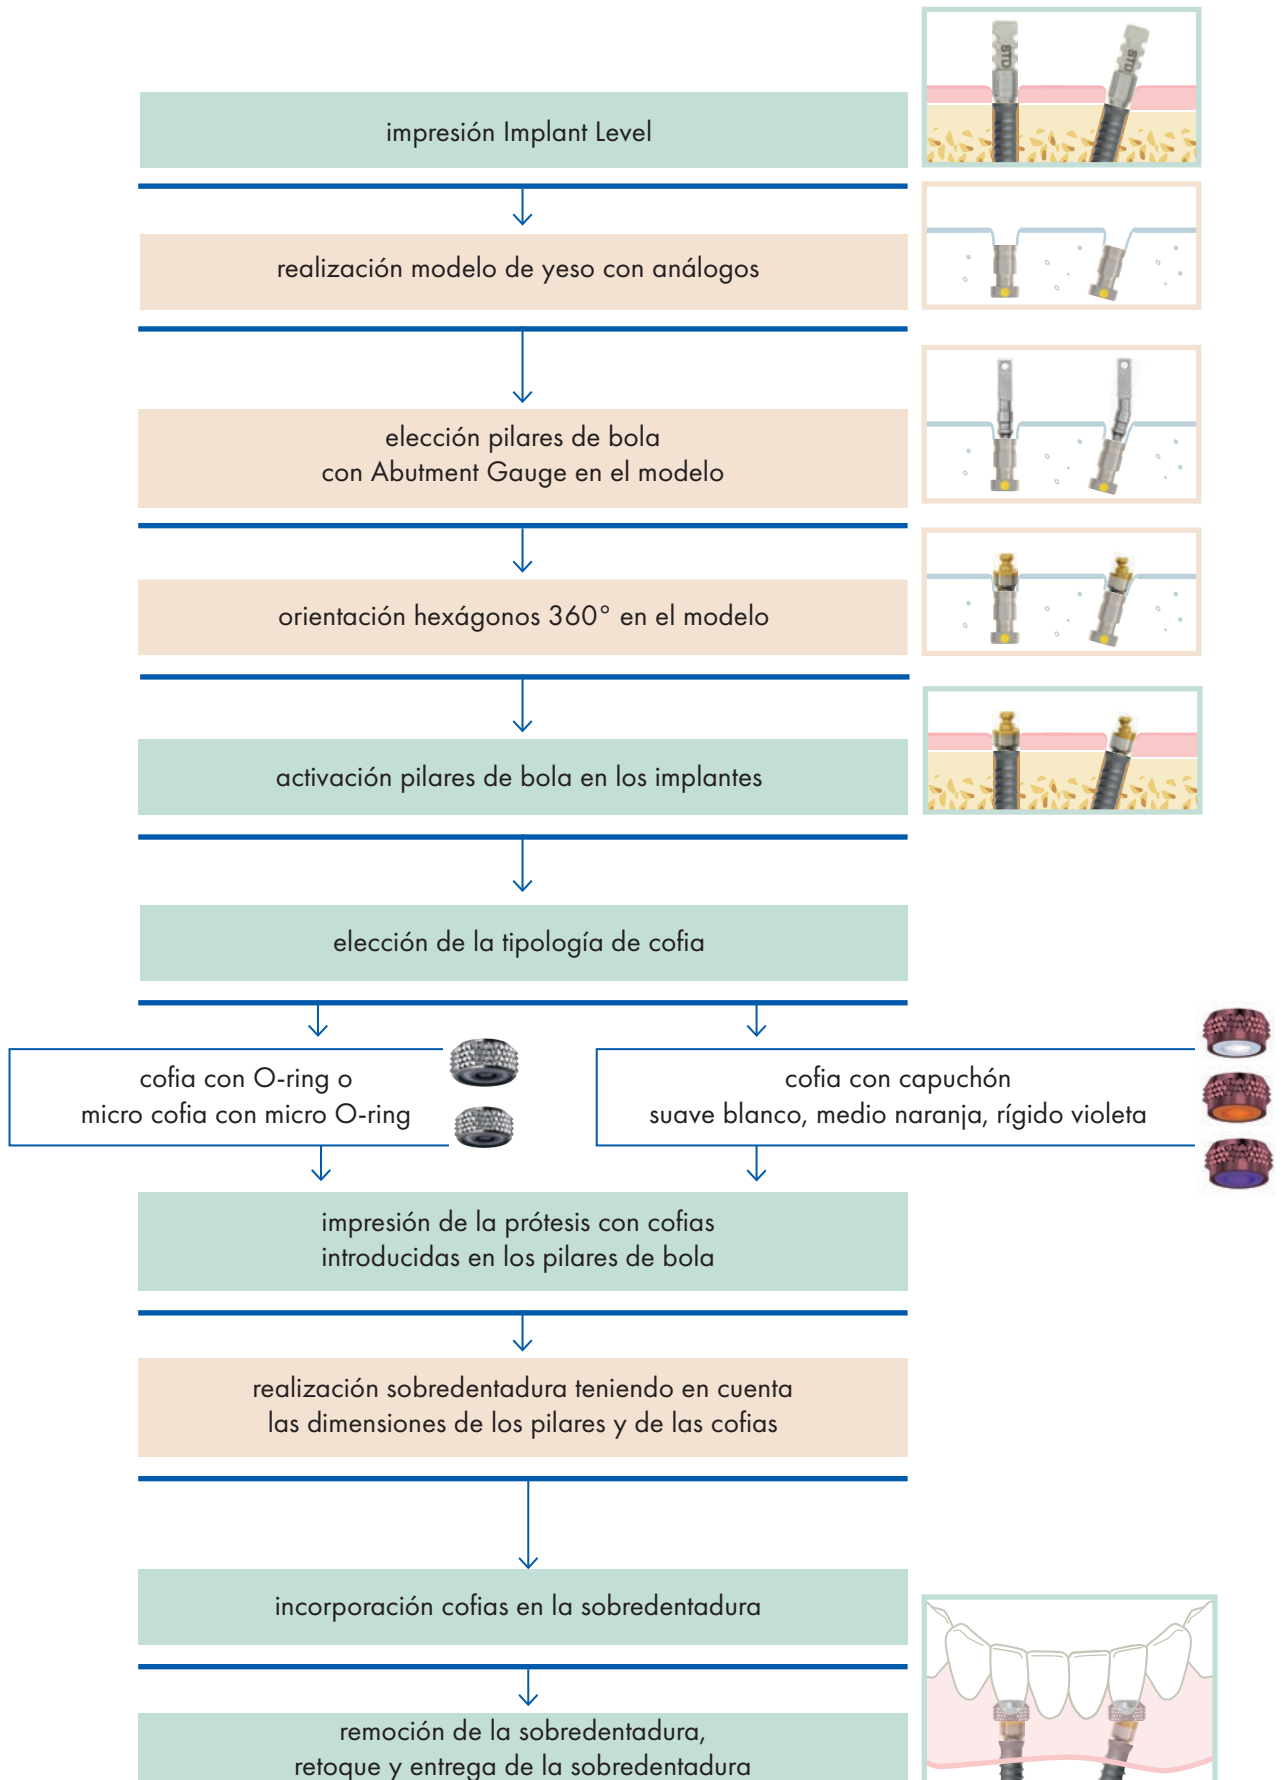 STD
STD
impresión Implant Level
realización modelo de yeso con análogos
elección pilares de bola
con Abutment Gauge en el modelo
orientación hexágonos 360° en el modelo
activación pilares de bola en los implantes
elección de la tipología de cofia
cofia con O-ring o
micro cofia con micro O-ring
cofia con capuchón
suave blanco, medio naranja, rígido violeta
impresión de la prótesis con cofias
introducidas en los pilares de bola
realización sobredentadura teniendo en cuenta
las dimensiones de los pilares y de las cofias
incorporación cofias en la sobredentadura
remoción de la sobredentadura,
retoque y entrega de la sobredentadura